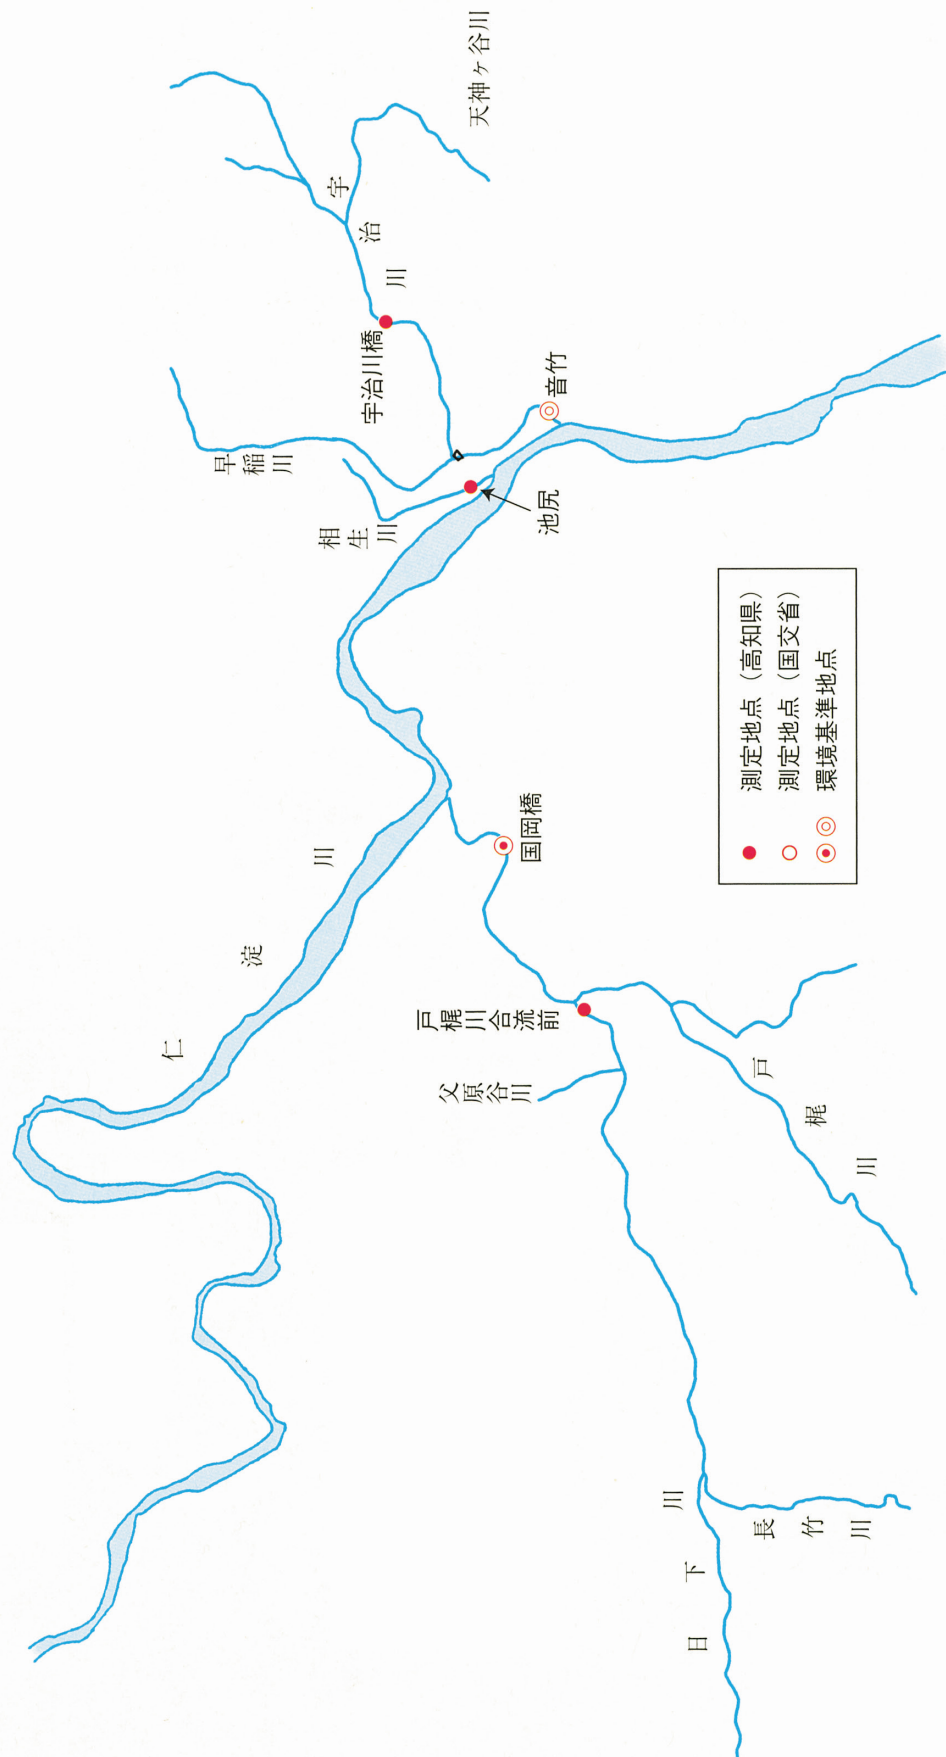 天神ヶ谷川
宇治川
宇治川橋
早稲川
相生川
音竹
池尻
仁淀川
国岡橋
戸梶川合流前
父原谷川
戸梶川
日下川
長竹川
測定地点（高知県）
測定地点（国交省）
環境基準地点